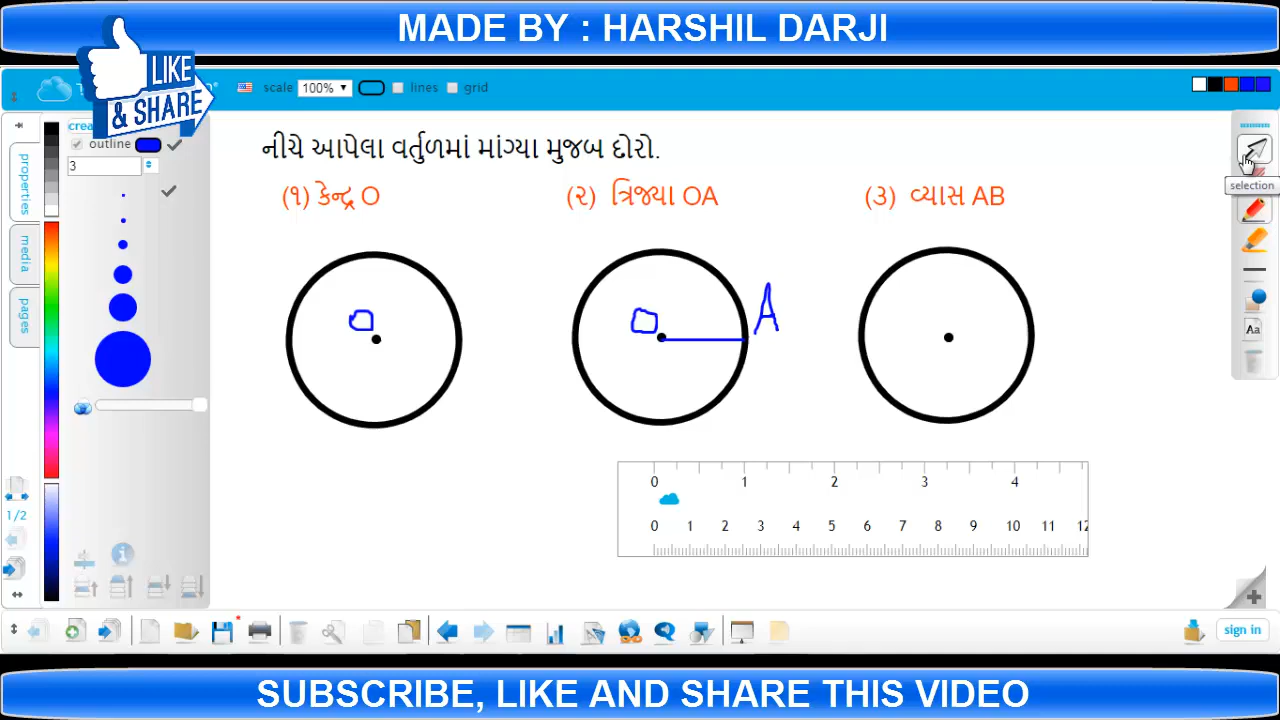 MADE BY : HARSHIL DARJI
LIKE
& SHARE
scale 100% lines grid
crea
outline
3
properties
media
pages
1/2
નીચે આપેલા વર્તુળમાં માંગ્યા મુજબ દોરો.
(૧) કેન્દ્ર O
(૨) ત્રિજ્યા OA
(૩) વ્યાસ AB
O
O
A
selection
Aa
0 1 2 3 4
0 1 2 3 4 5 6 7 8 9 10 11 12
sign in
SUBSCRIBE, LIKE AND SHARE THIS VIDEO